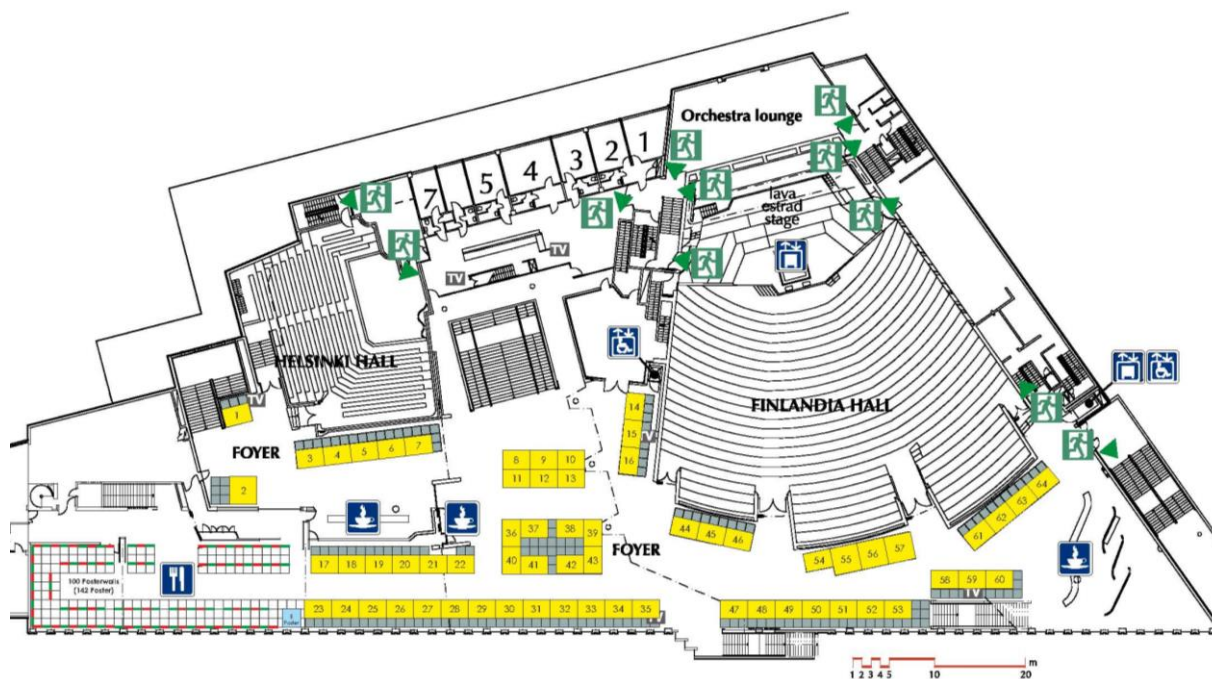 Orchestra lounge
1
2
3
4
5
7
lava
estrad
stage
TV
TV
HELSINKI HALL
FINLANDIA HALL
TV
1
FOYER
3 4 5 6 7
14
15
16
TV
8 9 10
11 12 13
2
36 37 38 39
40 41 42 43
FOYER
44 45 46
54 55 56 57
61 62 63 64
17 18 19 20 21 22
100 Posterwalls
(142 Poster)
58 59 60
TV
Poster
23 24 25 26 27 28 29 30 31 32 33 34 35
47 48 49 50 51 52 53
m
1 2 3 4 5 10 20